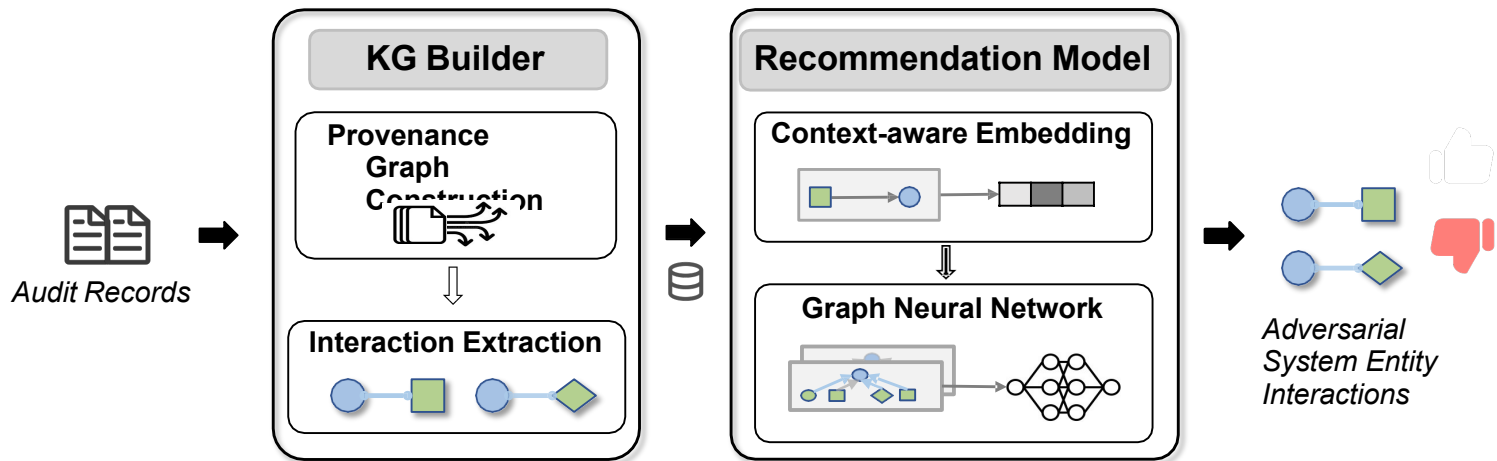 KG Builder
Provenance
Graph
Construction
Interaction Extraction
Audit Records
Recommendation Model
Context-aware Embedding
Graph Neural Network
Adversarial
System Entity
Interactions